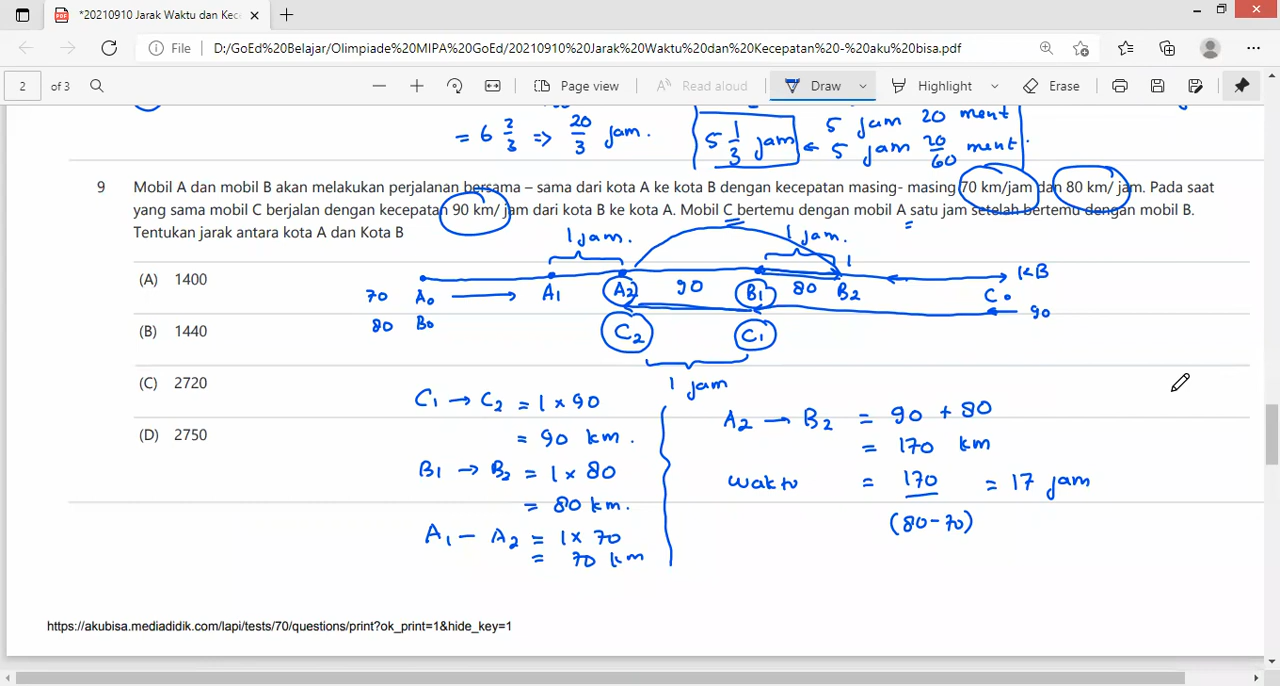 *20210910 Jarak Waktu dan Kece
File D:/GoEd%20Belajar/Olimpiade%20MIPA%20GoEd/20210910%20Jarak%20Waktu%20dan%20Kecepatan%20-%20aku%20bisa.pdf
2 of 3 Page view Read aloud Draw Highlight Erase
= 6 2/3 => 20/3 jam.
5 jam 20 menit
5 1/3 jam ← 5 jam 20/60 menit
9 Mobil A dan mobil B akan melakukan perjalanan bersama – sama dari kota A ke kota B dengan kecepatan masing- masing 70 km/jam dan 80 km/ jam. Pada saat
yang sama mobil C berjalan dengan kecepatan 90 km/ jam dari kota B ke kota A. Mobil C bertemu dengan mobil A satu jam setelah bertemu dengan mobil B.
Tentukan jarak antara kota A dan Kota B
1 jam. 1 jam.
1
KB
(A) 1400
70 A0 → A1 A2 90 B1 80 B2 C0
90
80 B0
(B) 1440
C2 C1
1 jam
(C) 2720
(D) 2750
C1 → C2 = 1 x 90
= 90 km.
B1 → B2 = 1 x 80
= 80 km.
A1 - A2 = 1 x 70
= 70 km
A2 → B2 = 90 + 80
= 170 km
waktu = 170 = 17 jam
(80-70)
https://akubisa.mediadidik.com/lapi/tests/70/questions/print?ok_print=1&hide_key=1